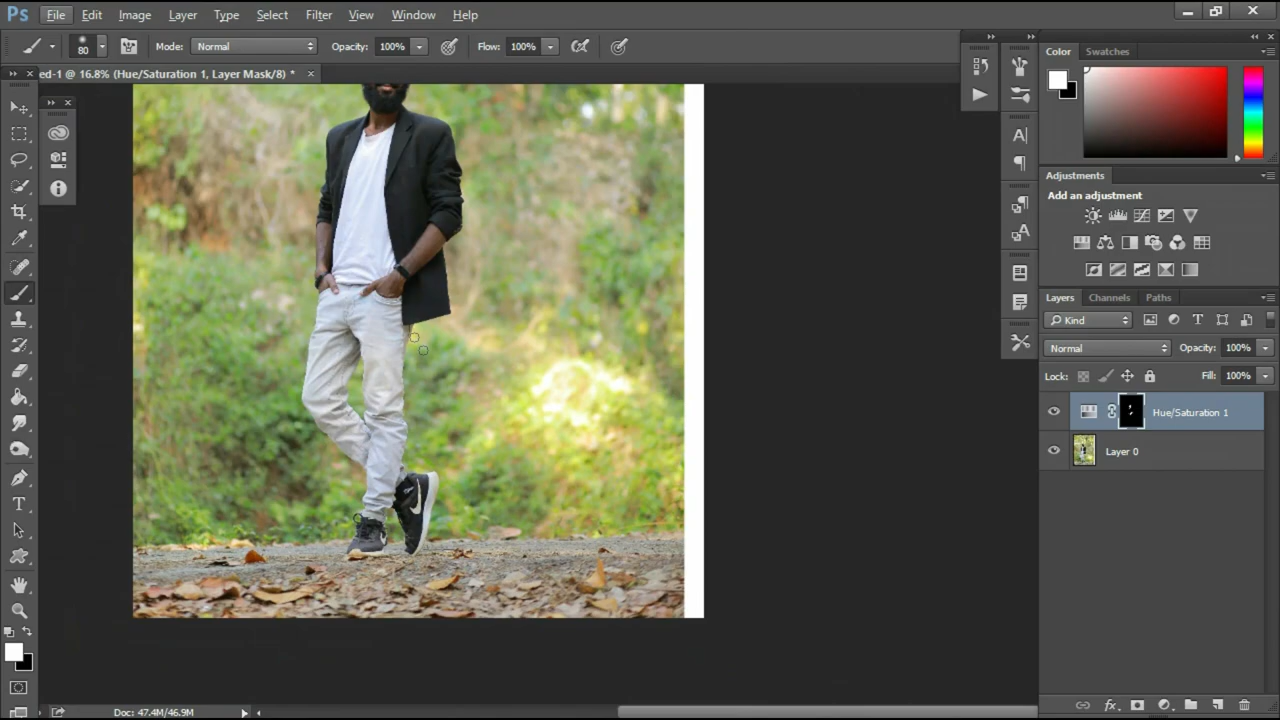 Ps File Edit Image Layer Type Select Filter View Window Help
80 Mode: Normal Opacity: 100% Flow: 100%
ed-1 @ 16.8% (Hue/Saturation 1, Layer Mask/8) *
Color Swatches
Adjustments
Add an adjustment
Layers Channels Paths
Kind
Normal Opacity: 100%
Lock: Fill: 100%
Hue/Saturation 1
Layer 0
Doc: 47.4M/46.9M